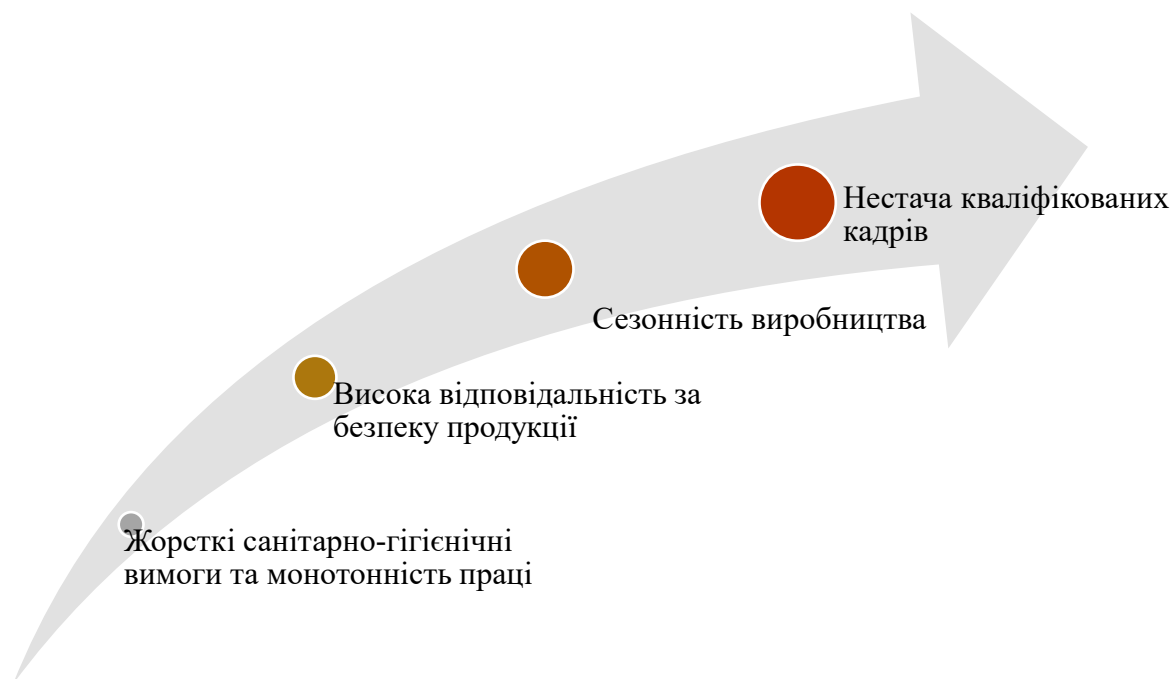 Нестача кваліфікованих
кадрів
Сезонність виробництва
Висока відповідальність за
безпеку продукції
Жорсткі санітарно-гігієнічні
вимоги та монотонність праці